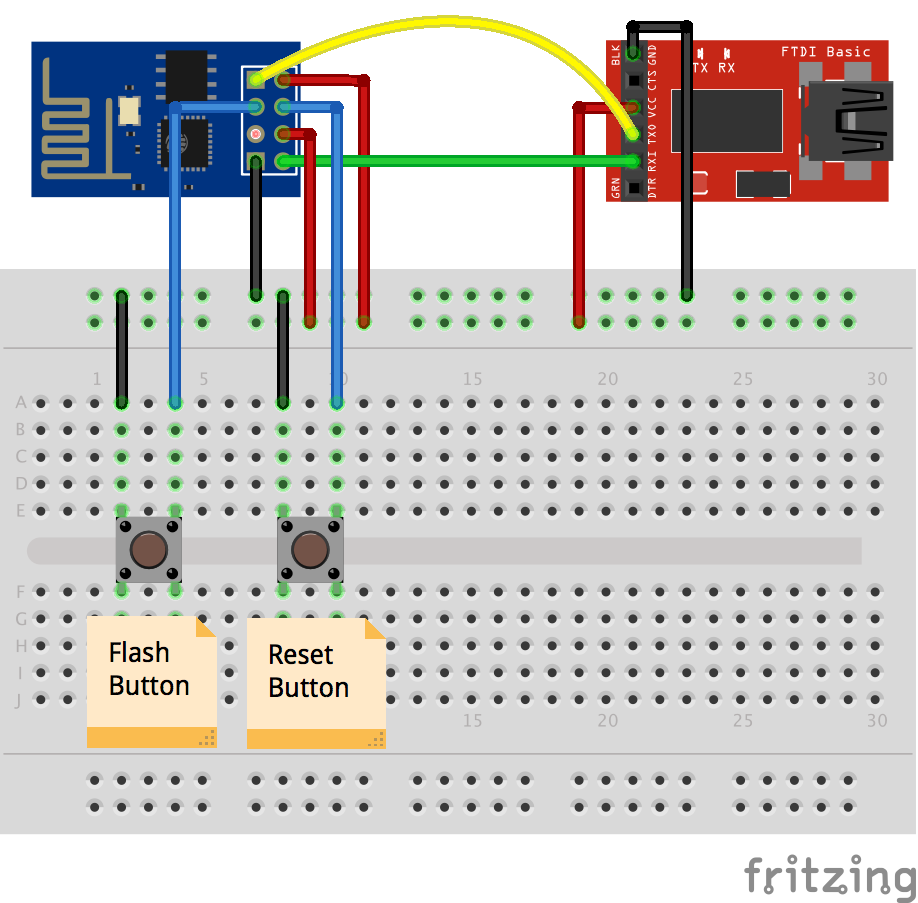 FTDI Basic
TX RX
BLK
GND
CTS
VCC
TXO
RXI
DTR
GRN
1 5 10 15 20 25 30
A
B
C
D
E
F
G
H
I
J
Flash
Button
Reset
Button
15 20 25 30
fritzing